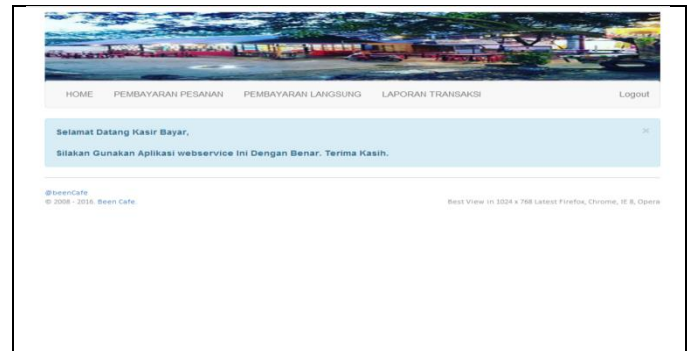 HOME PEMBAYARAN PESANAN PEMBAYARAN LANGSUNG LAPORAN TRANSAKSI Logout
Selamat Datang Kasir Bayar, ×
Silakan Gunakan Aplikasi webservice Ini Dengan Benar. Terima Kasih.
@beenCafe
© 2008 - 2016. Been Cafe. Best View in 1024 x 768 Latest Firefox, Chrome, IE 8, Opera